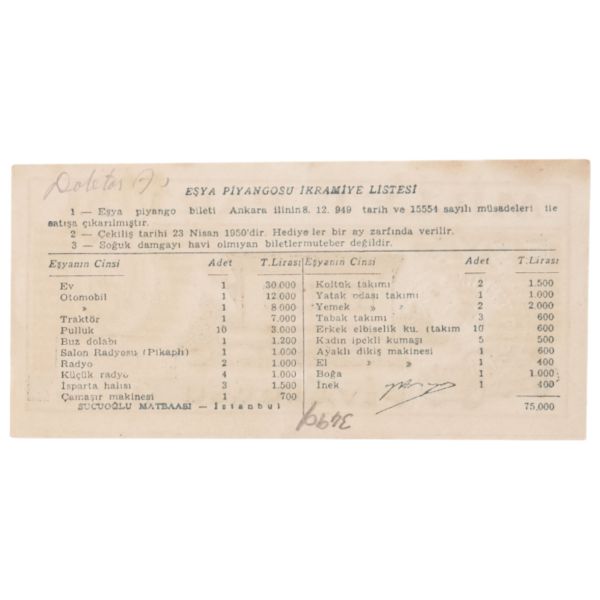 Doktor
EŞYA PİYANGOSU İKRAMİYE LİSTESİ
1 — Eşya piyango bileti Ankara ilinin 8. 12. 949 tarih ve 15554 sayılı müsadeleri ile
satışa çıkarılmıştır.
2 — Çekiliş tarihi 23 Nisan 1950'dir. Hediyeler bir ay zarfında verilir.
3 — Soğuk damgayı havi olmıyan biletler muteber değildir.
Eşyanın Cinsi Adet T.Lirası Eşyanın Cinsi Adet T.Lirası
Ev 1 30.000 Koltuk takımı 2 1.500
Otomobil 1 12.000 Yatak odası takımı 1 1.000
» 1 8.000 Yemek » » 2 2.000
Traktör 1 7.000 Tabak takımı 3 600
Pulluk 10 3.000 Erkek elbiselik ku. (takım 10 600
Buz dolabı 1 1.200 Kadın ipekli kumaşı 5 500
Salon Radyosu (Pikaplı) 1 1.000 Ayaklı dikiş makinesi 1 600
Radyo 2 1.000 El » » 1 400
Küçük radyo 4 1.000 Boğa 1 1.000
Isparta halısı 3 1.500 İnek 1 400
Çamaşır makinesi 1 700
SUCUOĞLU MATBAASI — İstanbul 75,000